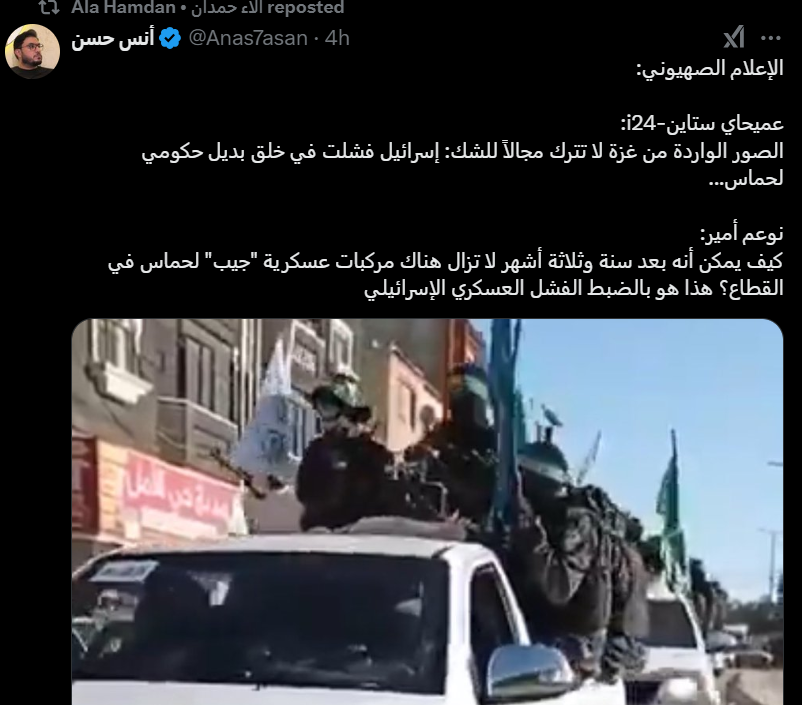 Ala Hamdan • آلاء حمدان reposted
أنس حسن @Anas7asan · 4h
الإعلام الصهيوني:
عميحاي ستاين-i24:
الصور الواردة من غزة لا تترك مجالاً للشك: إسرائيل فشلت في خلق بديل حكومي
لحماس...
نوعم أمير:
كيف يمكن أنه بعد سنة وثلاثة أشهر لا تزال هناك مركبات عسكرية "جيب" لحماس في
القطاع؟ هذا هو بالضبط الفشل العسكري الإسرائيلي